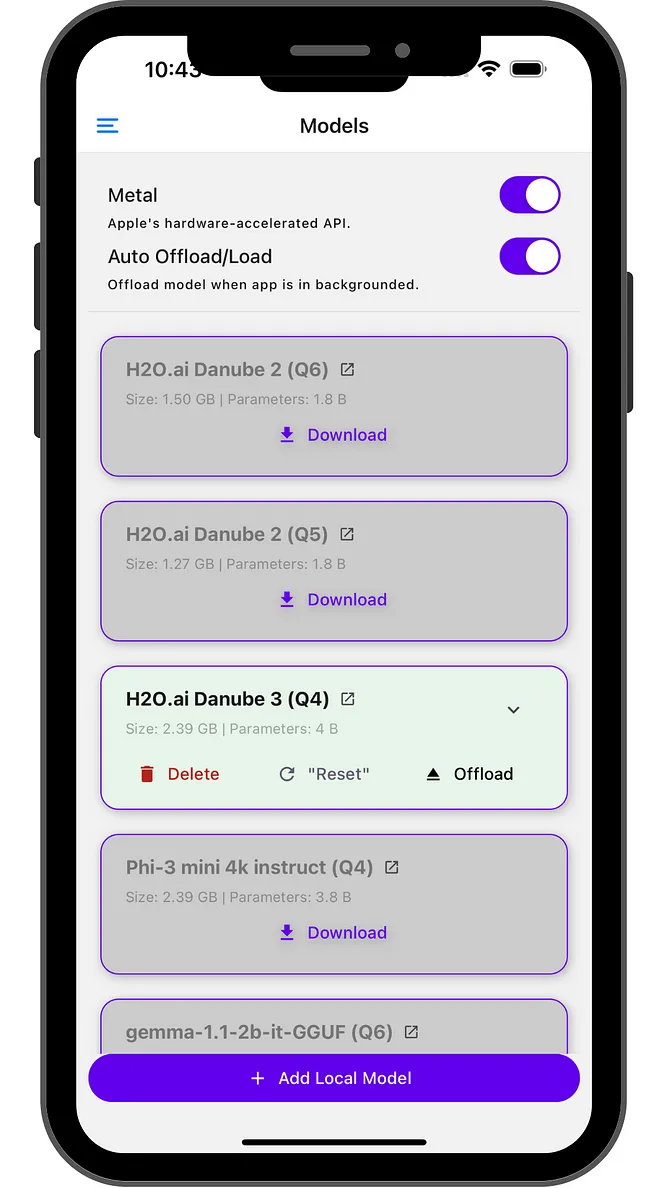 10:43
Models
Metal
Apple's hardware-accelerated API.
Auto Offload/Load
Offload model when app is in backgrounded.
H2O.ai Danube 2 (Q6)
Size: 1.50 GB | Parameters: 1.8 B
Download
H2O.ai Danube 2 (Q5)
Size: 1.27 GB | Parameters: 1.8 B
Download
H2O.ai Danube 3 (Q4)
Size: 2.39 GB | Parameters: 4 B
Delete "Reset" Offload
Phi-3 mini 4k instruct (Q4)
Size: 2.39 GB | Parameters: 3.8 B
Download
gemma-1.1-2b-it-GGUF (Q6)
+ Add Local Model